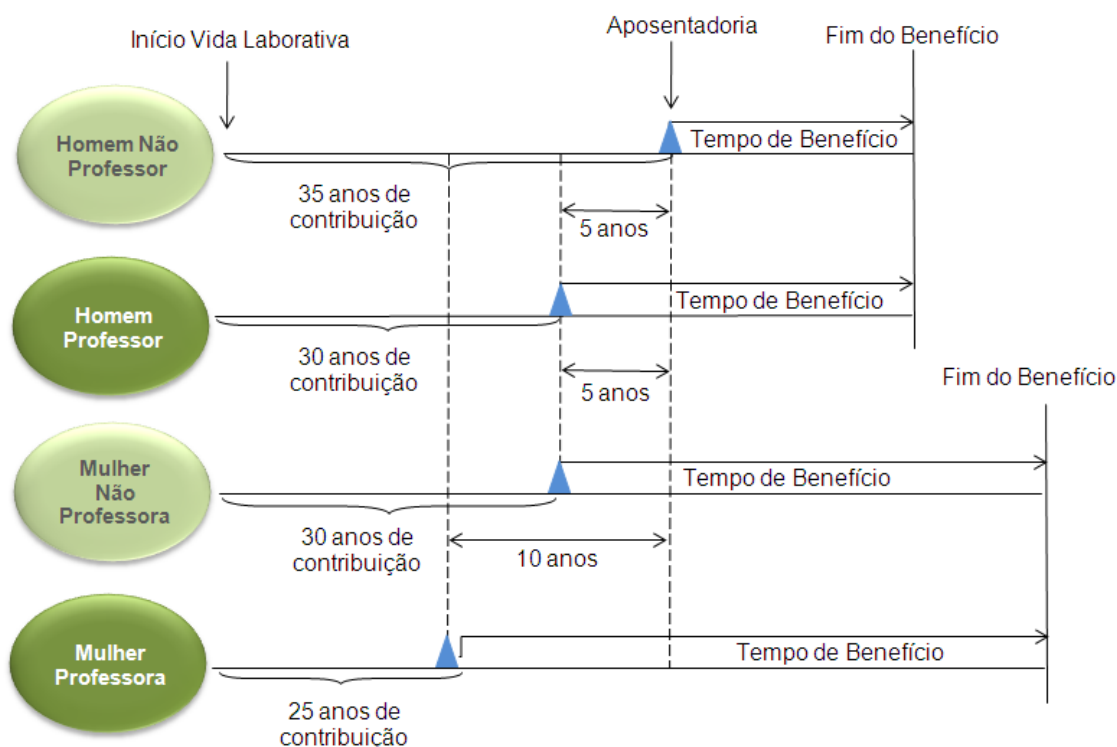 Início Vida Laborativa
Aposentadoria
Fim do Benefício
Homem Não
Professor
Tempo de Benefício
35 anos de
contribuição
5 anos
Homem
Professor
Tempo de Benefício
30 anos de
contribuição
5 anos
Fim do Benefício
Mulher
Não
Professora
Tempo de Benefício
30 anos de
contribuição
10 anos
Mulher
Professora
Tempo de Benefício
25 anos de
contribuição